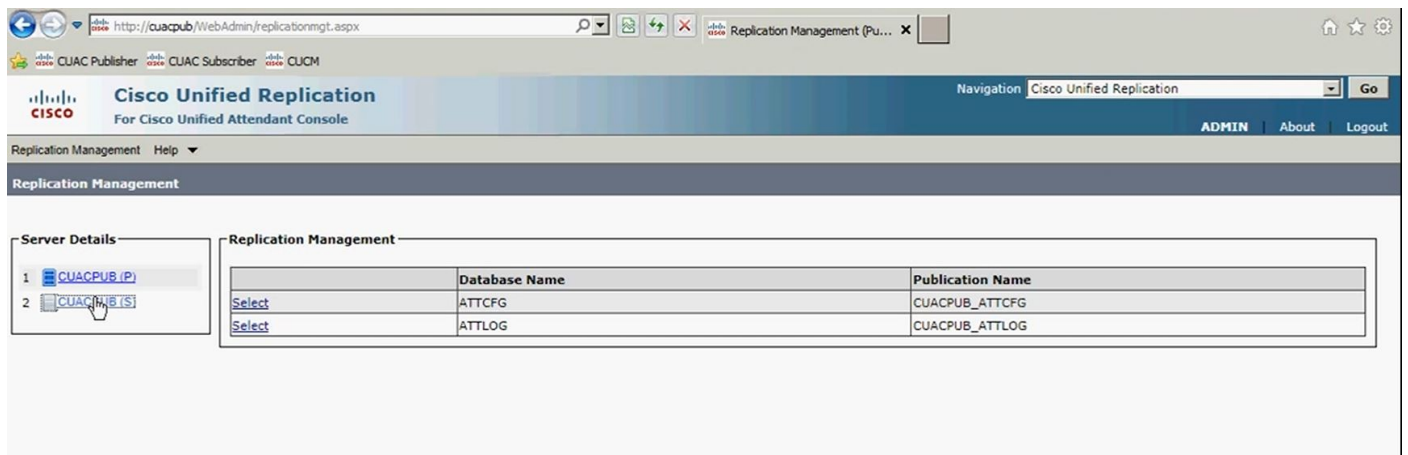 http://cuacpub/WebAdmin/replicationmgt.aspx
Replication Management (Pu...
CUAC Publisher CUAC Subscriber CUCM
CISCO
Cisco Unified Replication
For Cisco Unified Attendant Console
Navigation Cisco Unified Replication Go
ADMIN | About | Logout
Replication Management Help
Replication Management
Server Details
1 CUACPUB (P)
2 CUACPUB (S)
Replication Management
Database Name Publication Name
Select ATTCFG CUACPUB_ATTCFG
Select ATTLOG CUACPUB_ATTLOG